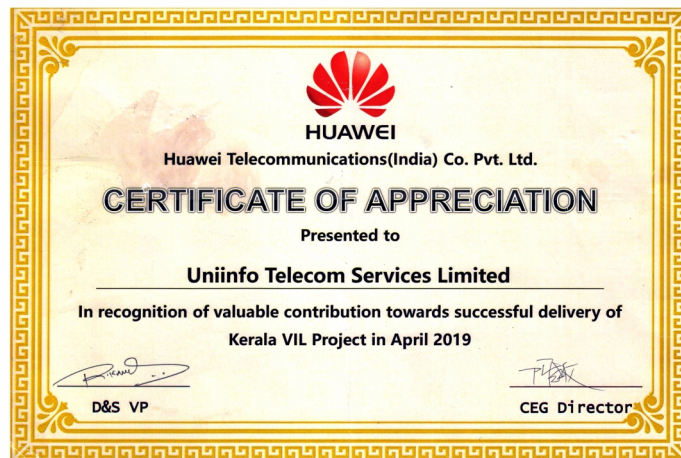 HUAWEI
Huawei Telecommunications(India) Co. Pvt. Ltd.
CERTIFICATE OF APPRECIATION
Presented to
Uniinfo Telecom Services Limited
In recognition of valuable contribution towards successful delivery of
Kerala VIL Project in April 2019
D&S VP
CEG Director